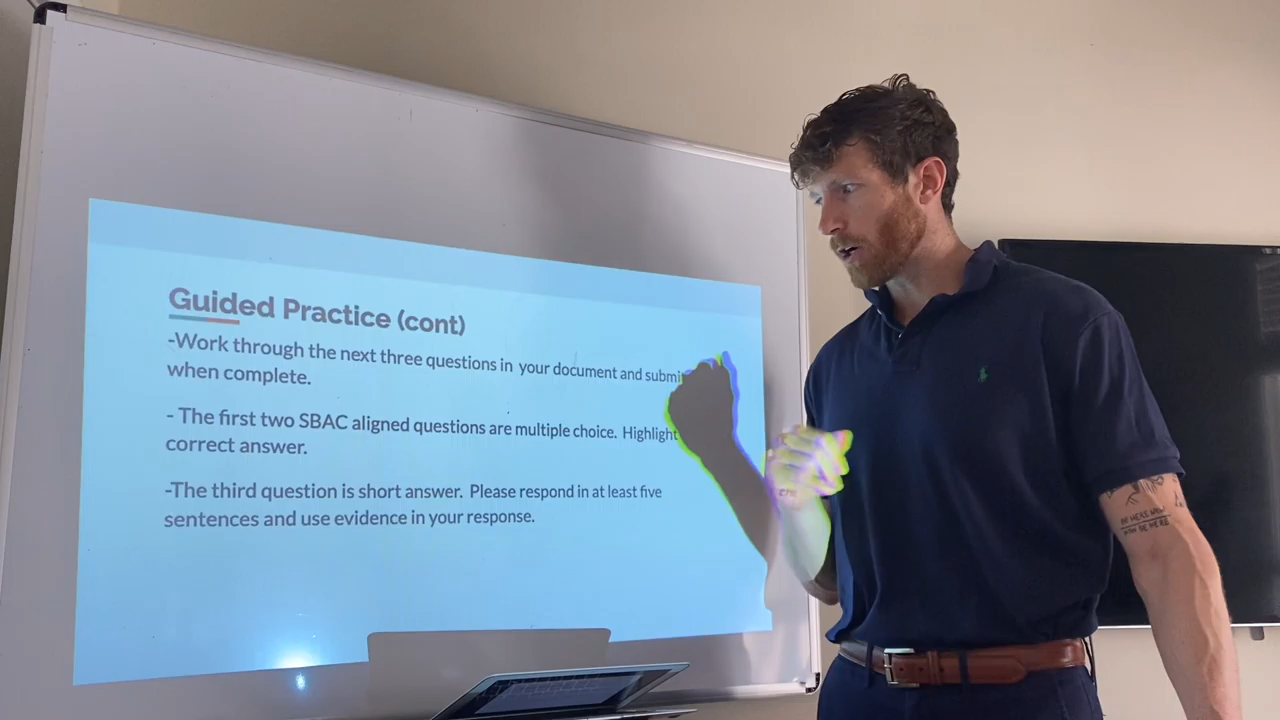 Guided Practice (cont)
-Work through the next three questions in your document and submi
when complete.
- The first two SBAC aligned questions are multiple choice. Highlight
correct answer.
-The third question is short answer. Please respond in at least five
sentences and use evidence in your response.